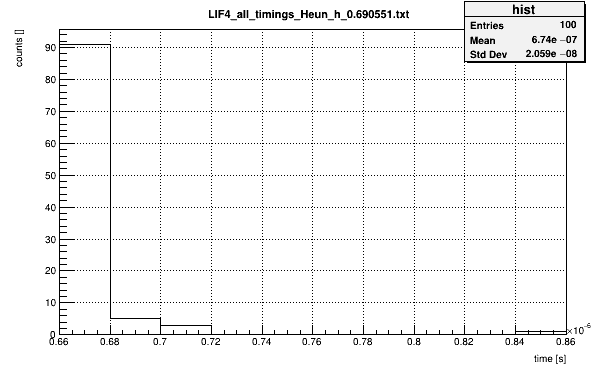 LIF4_all_timings_Heun_h_0.690551.txt
hist
Entries 100
Mean 6.74e −07
Std Dev 2.059e −08
counts []
90
80
70
60
50
40
30
20
10
0
0.66 0.68 0.7 0.72 0.74 0.76 0.78 0.8 0.82 0.84 0.86
×10⁻⁶
time [s]